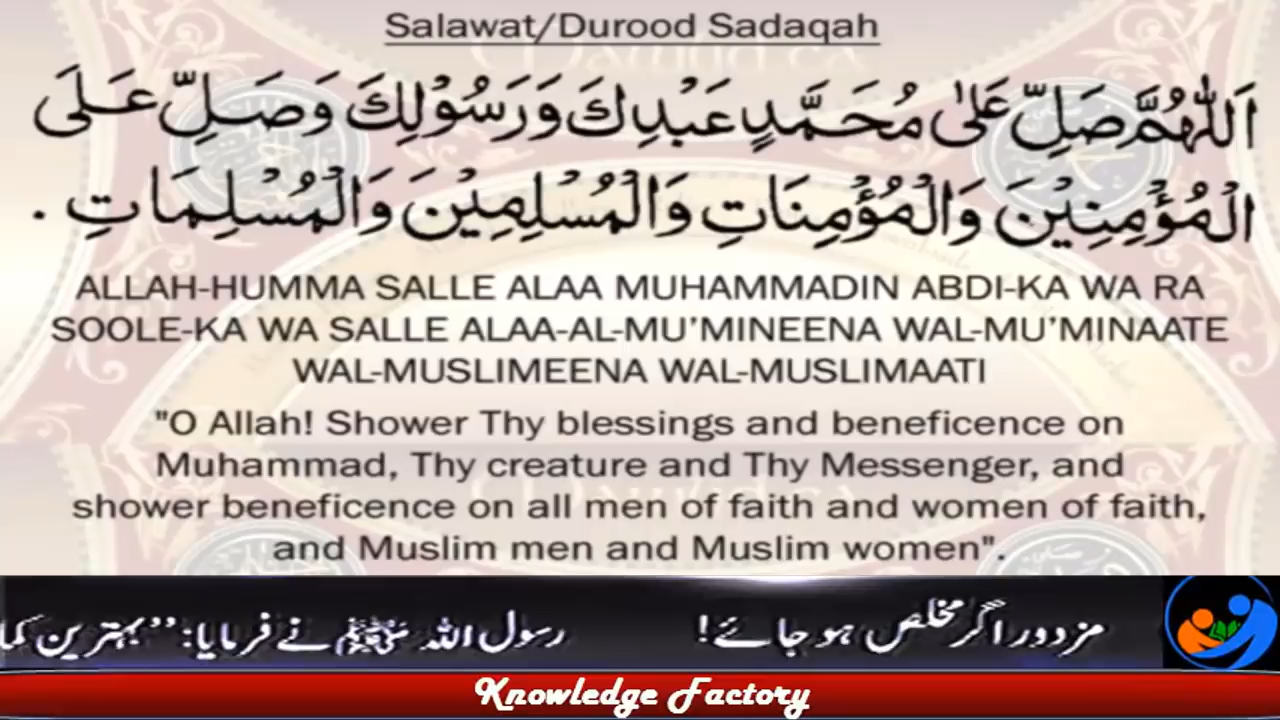 Salawat/Durood Sadaqah
اَللّٰهُمَّ صَلِّ عَلٰى مُحَمَّدٍ عَبْدِكَ وَرَسُوْلِكَ وَصَلِّ عَلَى
الْمُؤْمِنِيْنَ وَالْمُؤْمِنَاتِ وَالْمُسْلِمِيْنَ وَالْمُسْلِمَاتِ .
ALLAH-HUMMA SALLE ALAA MUHAMMADIN ABDI-KA WA RA
SOOLE-KA WA SALLE ALAA-AL-MU’MINEENA WAL-MU’MINAATE
WAL-MUSLIMEENA WAL-MUSLIMAATI
"O Allah! Shower Thy blessings and beneficence on
Muhammad, Thy creature and Thy Messenger, and
shower beneficence on all men of faith and women of faith,
and Muslim men and Muslim women".
مزدور اگر مخلص ہو جائے! رسول اللہ ﷺ نے فرمایا: ’’بہترین
Knowledge Factory